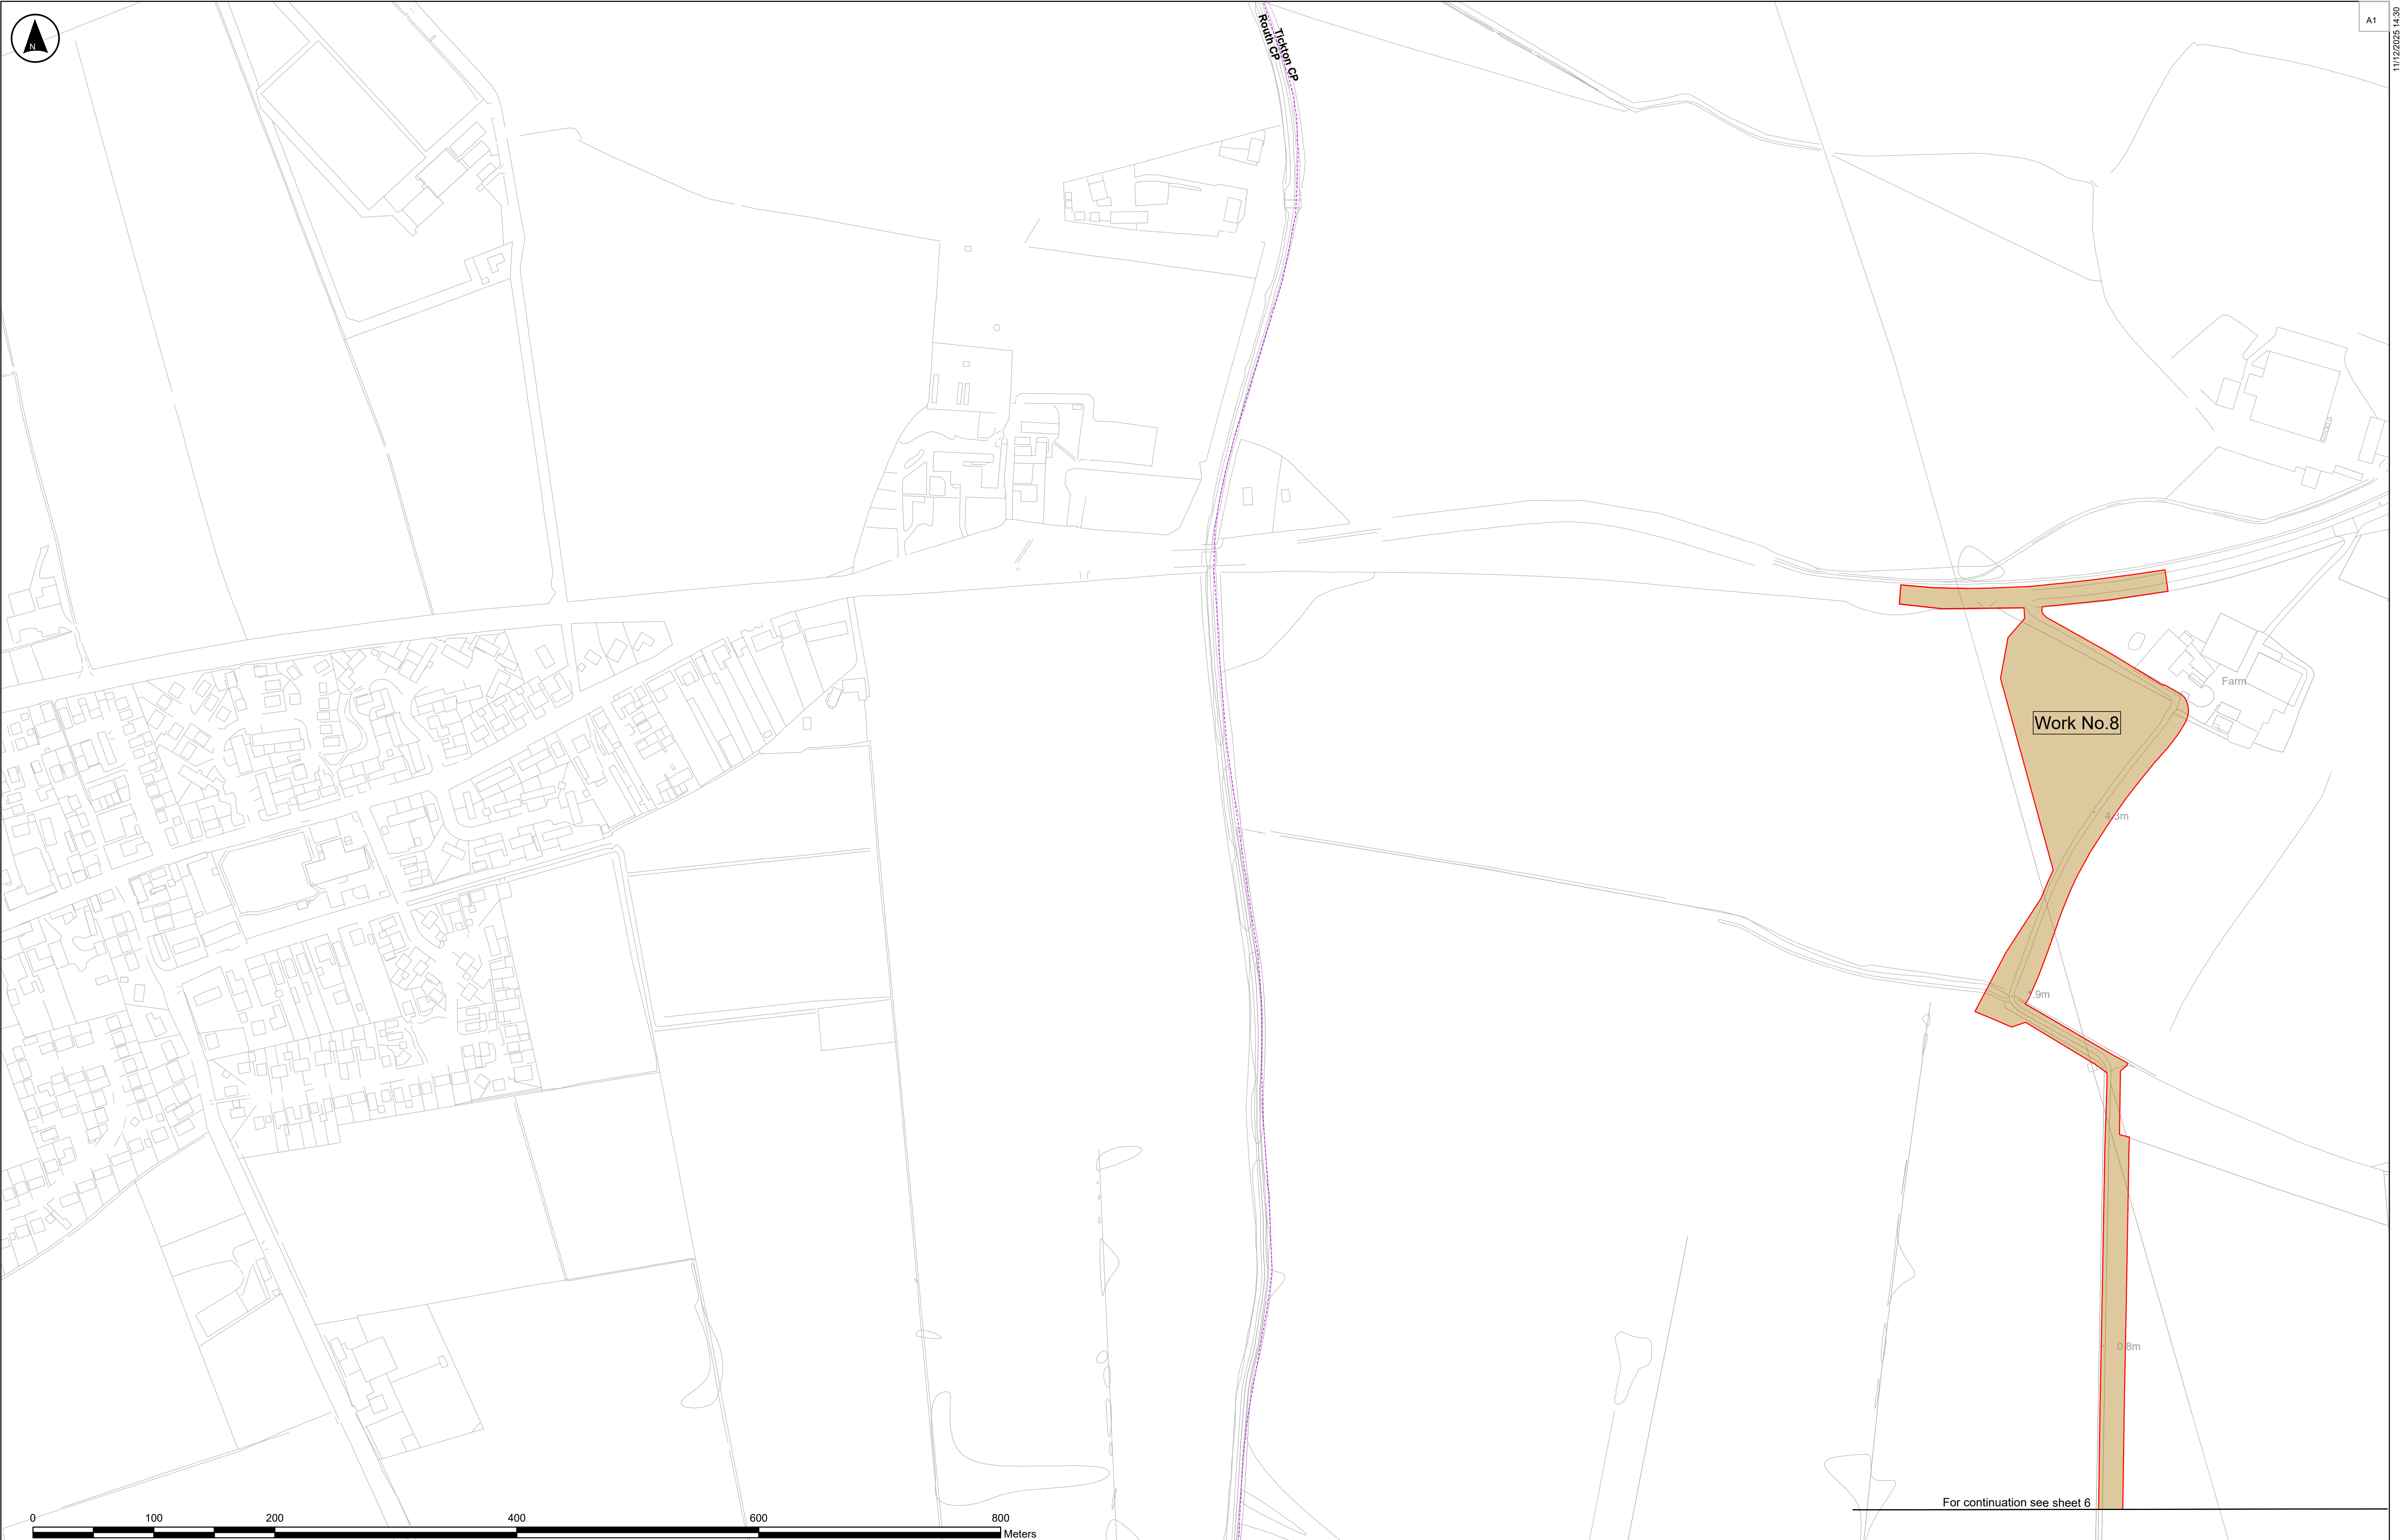 N
Tickton CP
Routh CP
A1
11/12/2025 14:30
Farm
Work No.8
4.3m
1.9m
0.8m
For continuation see sheet 6
0 100 200 400 600 800
Meters